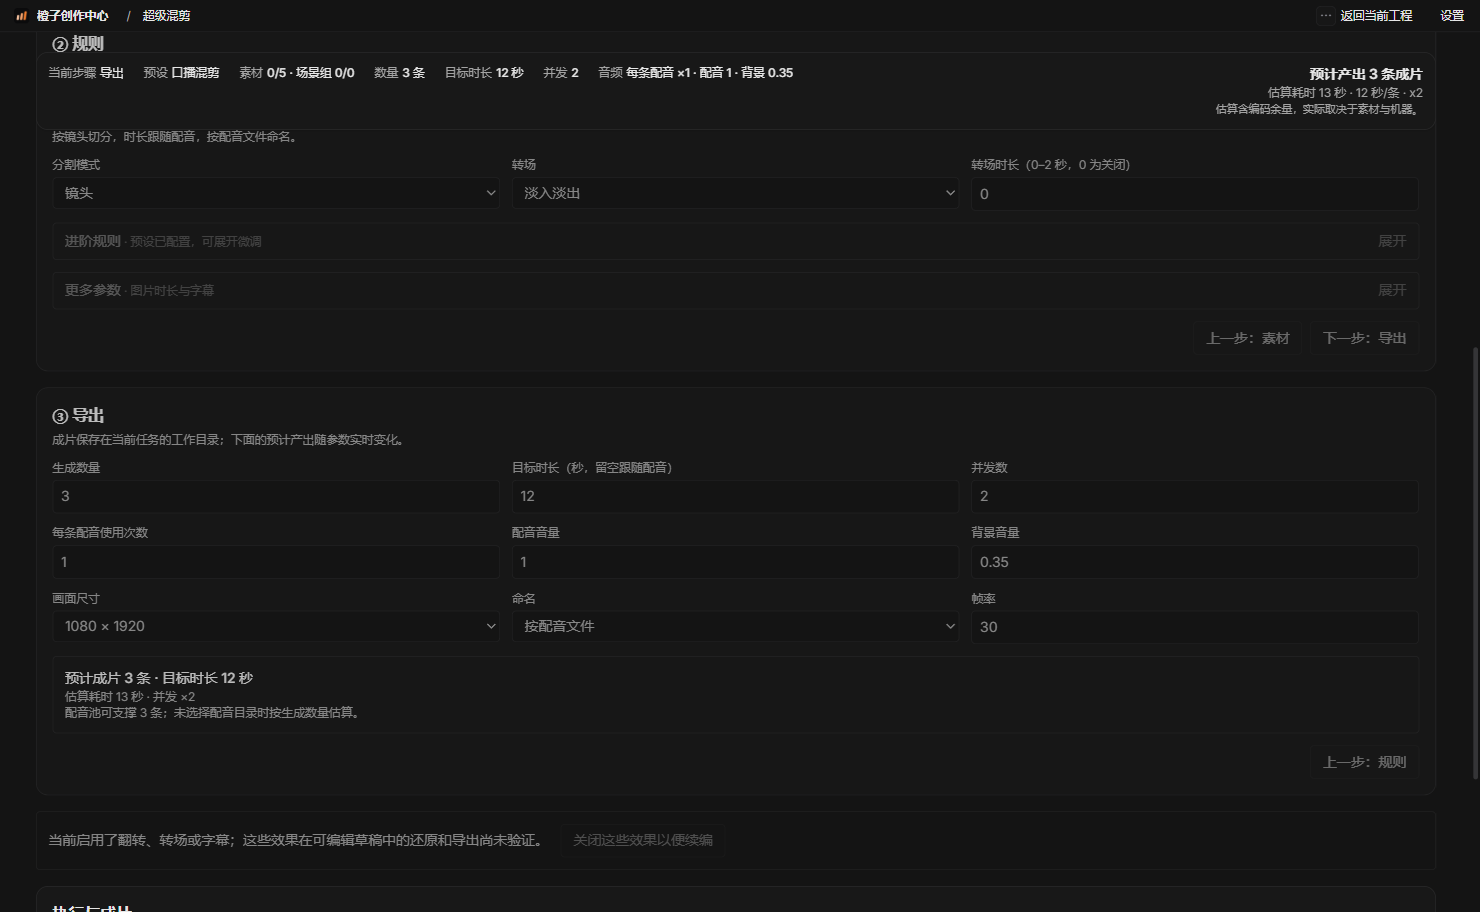 橙子创作中心 / 超级混剪
··· 返回当前工程 设置
② 规则
当前步骤 导出 预设 口播混剪 素材 0/5 · 场景组 0/0 数量 3 条 目标时长 12 秒 并发 2 音频 每条配音 ×1 · 配音 1 · 背景 0.35
预计产出 3 条成片
估算耗时 13 秒 · 12 秒/条 · x2
估算含编码余量，实际取决于素材与机器。
按镜头切分，时长跟随配音，按配音文件命名。
分割模式 转场 转场时长（0–2 秒，0 为关闭）
镜头 淡入淡出 0
进阶规则 · 预设已配置，可展开微调 展开
更多参数 · 图片时长与字幕 展开
上一步：素材 下一步：导出
③ 导出
成片保存在当前任务的工作目录；下面的预计产出随参数实时变化。
生成数量 目标时长（秒，留空跟随配音） 并发数
3 12 2
每条配音使用次数 配音音量 背景音量
1 1 0.35
画面尺寸 命名 帧率
1080 × 1920 按配音文件 30
预计成片 3 条 · 目标时长 12 秒
估算耗时 13 秒 · 并发 ×2
配音池可支撑 3 条；未选择配音目录时按生成数量估算。
上一步：规则
当前启用了翻转、转场或字幕；这些效果在可编辑草稿中的还原和导出尚未验证。 关闭这些效果以便续编
执行与成片